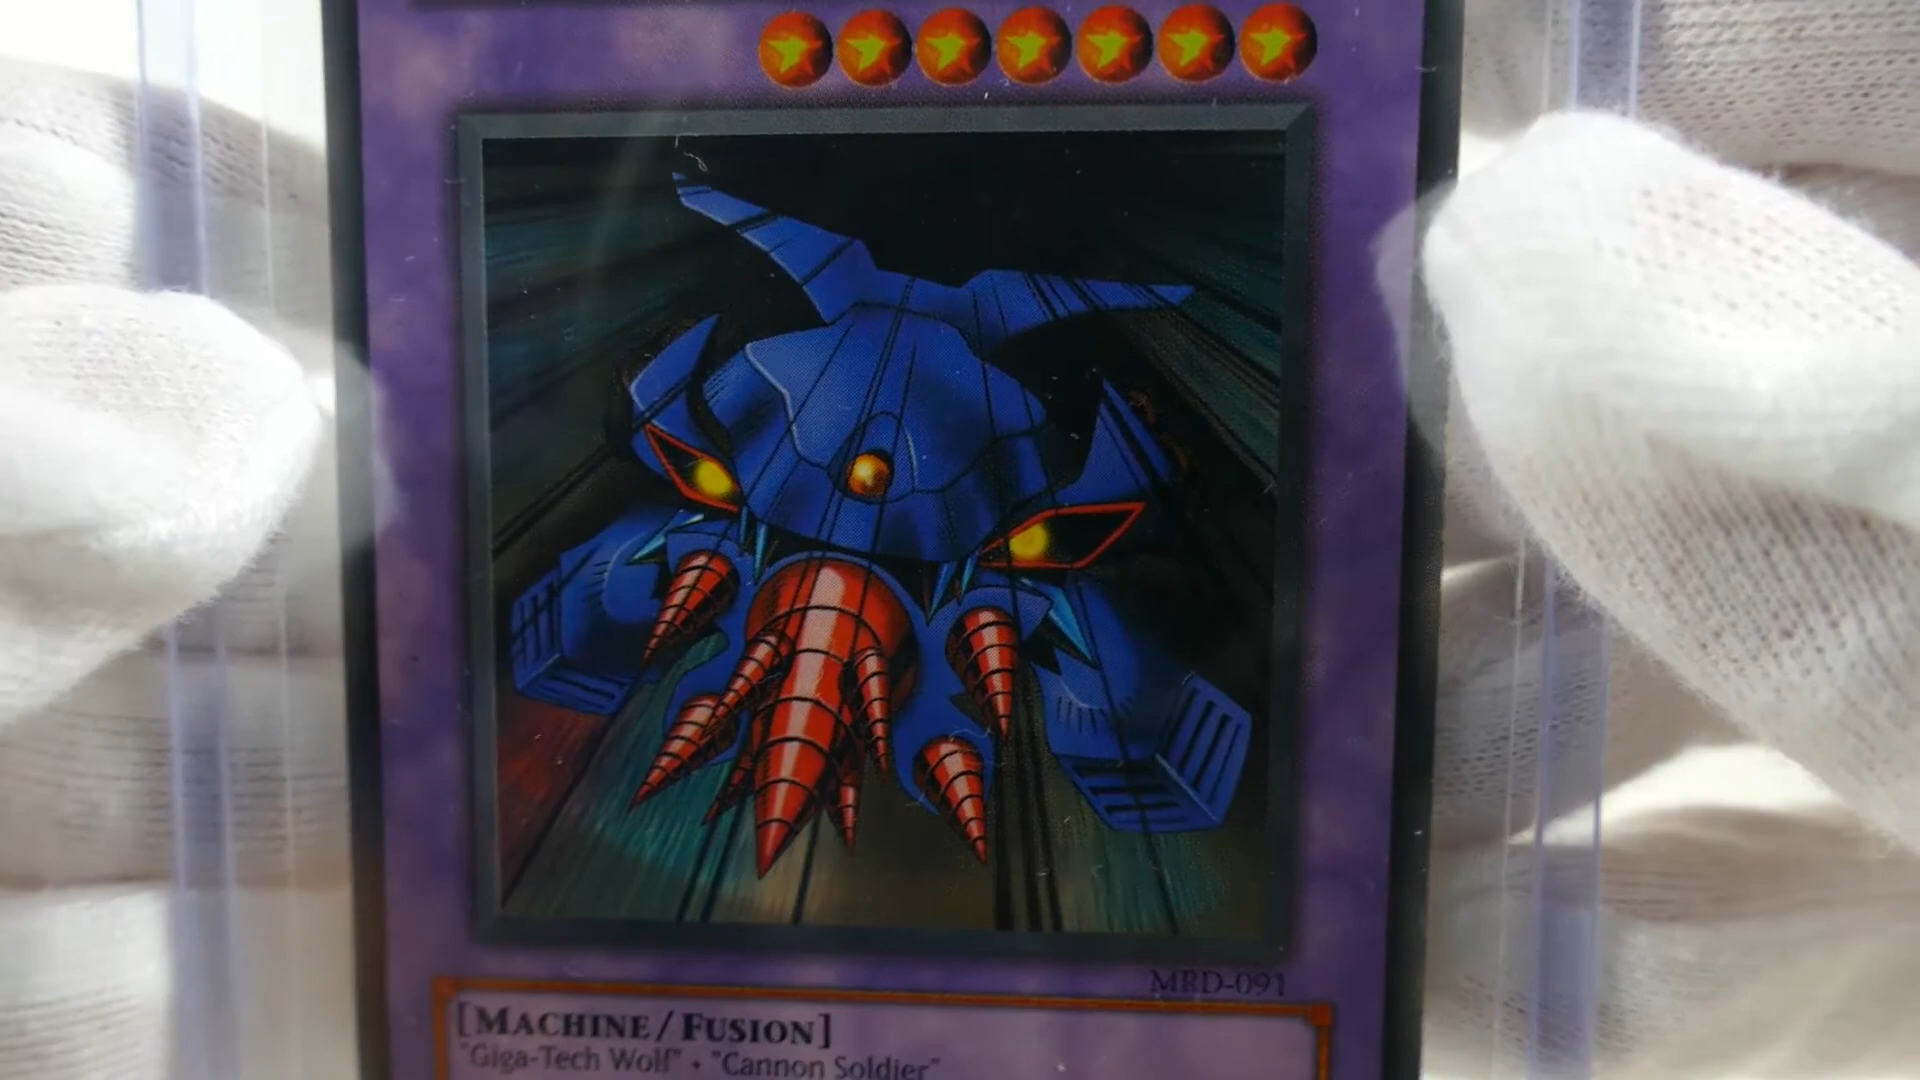 MRD-091
[MACHINE/FUSION]
"Giga-Tech Wolf" + "Cannon Soldier"